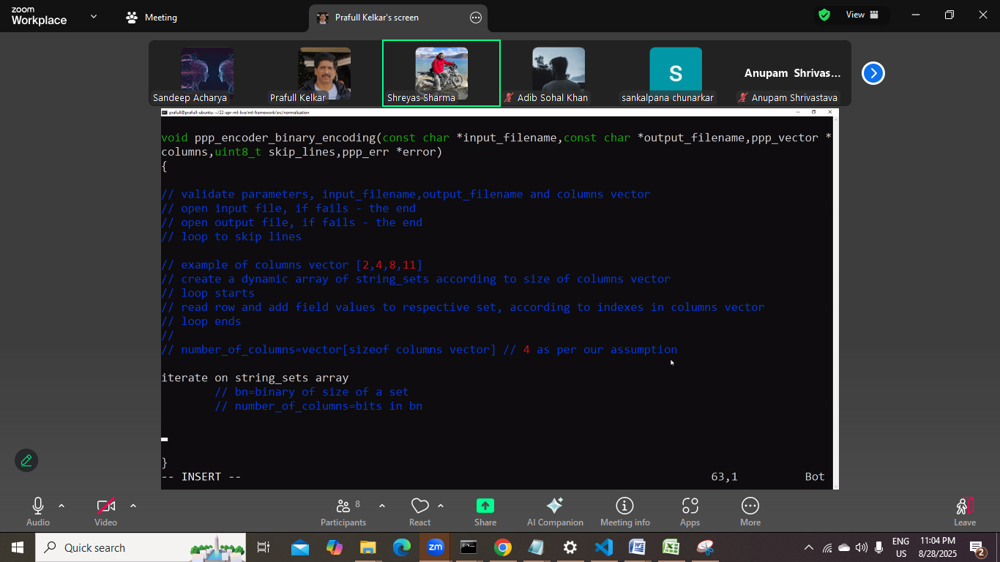 zoom
Workplace
Meeting
Prafull Kelkar's screen
View
Sandeep Acharya
Prafull Kelkar
Shreyas Sharma
Adib Sohal Khan
S
sankalpana chunarkar
Anupam Shrivas...
Anupam Shrivastava
prafull@prafull-ubuntu: ~/22-apr-ml-live/ml-framework/src/normalization
void ppp_encoder_binary_encoding(const char *input_filename,const char *output_filename,ppp_vector *
columns,uint8_t skip_lines,ppp_err *error)
{
// validate parameters, input_filename,output_filename and columns vector
// open input file, if fails - the end
// open output file, if fails - the end
// loop to skip lines
// example of columns vector [2,4,8,11]
// create a dynamic array of string_sets according to size of columns vector
// loop starts
// read row and add field values to respective set, according to indexes in columns vector
// loop ends
//
// number_of_columns=vector[sizeof columns vector] // 4 as per our assumption
iterate on string_sets array
// bn=binary of size of a set
// number_of_columns=bits in bn
}
-- INSERT --
63,1
Bot
Audio
Video
8
Participants
React
Share
AI Companion
Meeting info
Apps
More
Leave
Quick search
zm
ENG
US
11:04 PM
8/28/2025
2